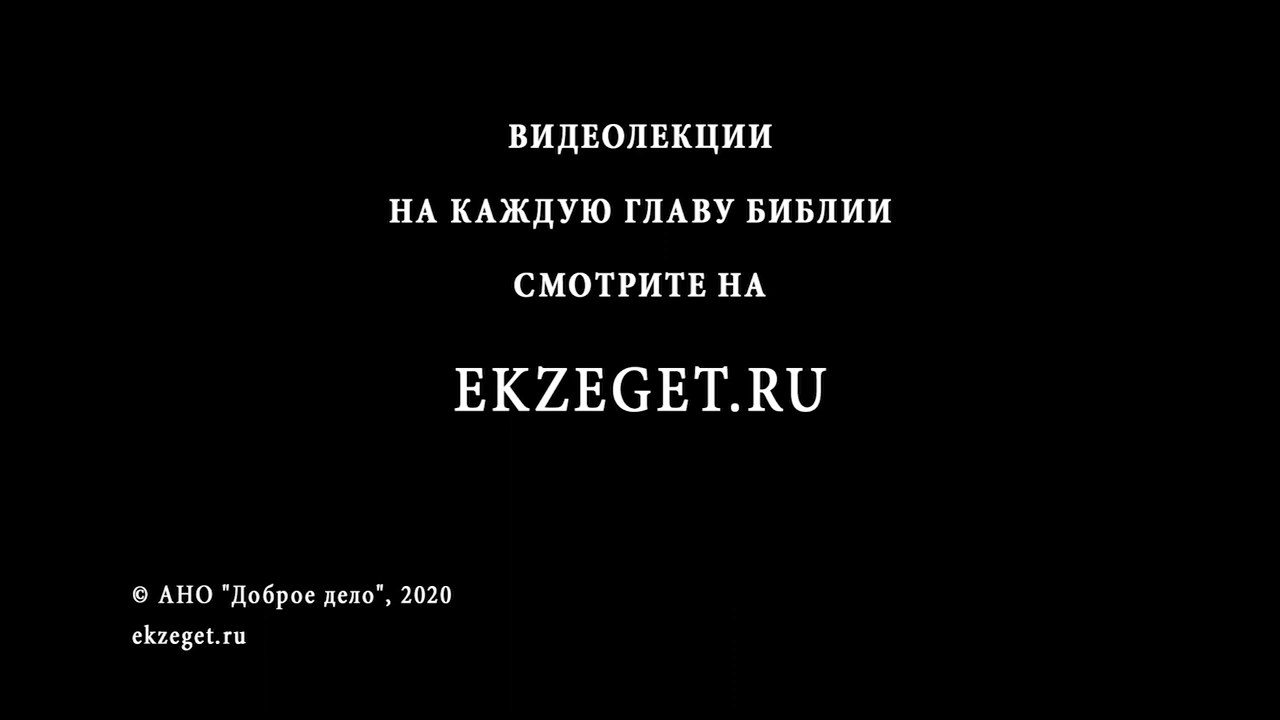 ВИДЕОЛЕКЦИИ
НА КАЖДУЮ ГЛАВУ БИБЛИИ
СМОТРИТЕ НА
EKZEGET.RU
© АНО "Доброе дело", 2020
ekzeget.ru